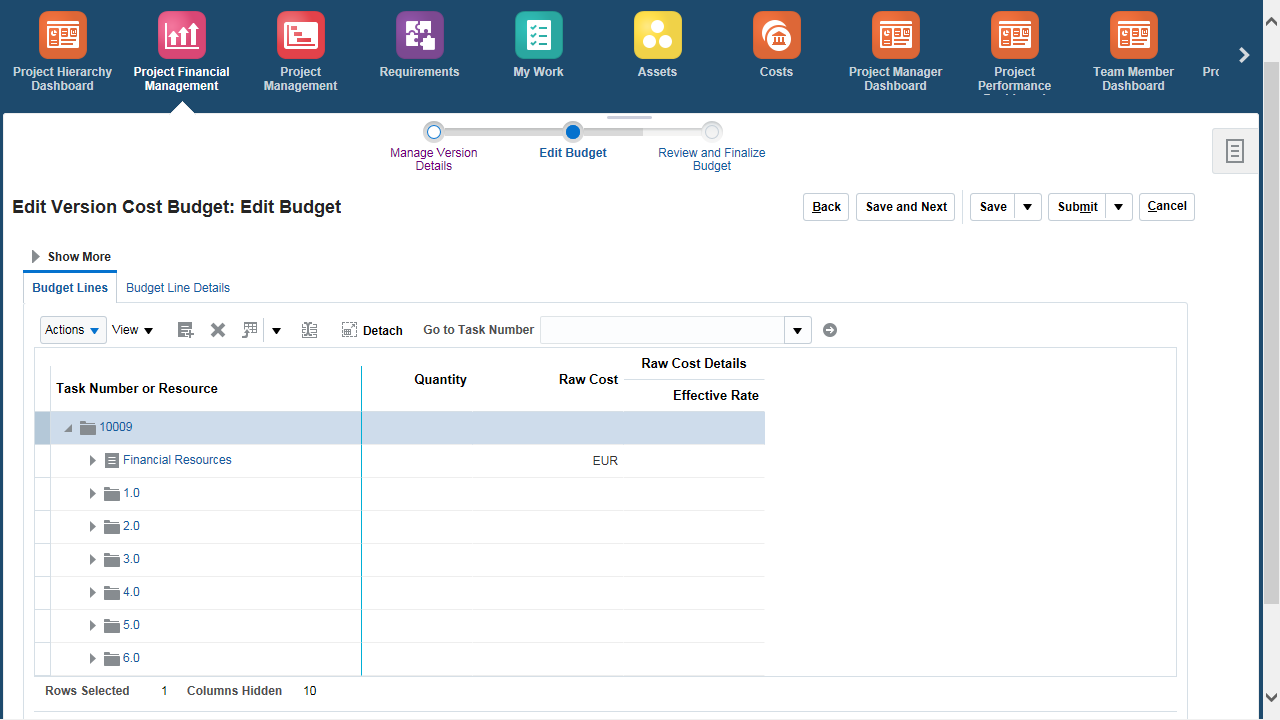 Project Hierarchy Dashboard
Project Financial Management
Project Management
Requirements
My Work
Assets
Costs
Project Manager Dashboard
Project Performance
Team Member Dashboard
Manage Version Details
Edit Budget
Review and Finalize Budget
Edit Version Cost Budget: Edit Budget
Back
Save and Next
Save
Submit
Cancel
Show More
Budget Lines
Budget Line Details
Actions
View
Detach
Go to Task Number
Task Number or Resource
Quantity
Raw Cost
Raw Cost Details
Effective Rate
10009
Financial Resources
EUR
1.0
2.0
3.0
4.0
5.0
6.0
Rows Selected 1 Columns Hidden 10